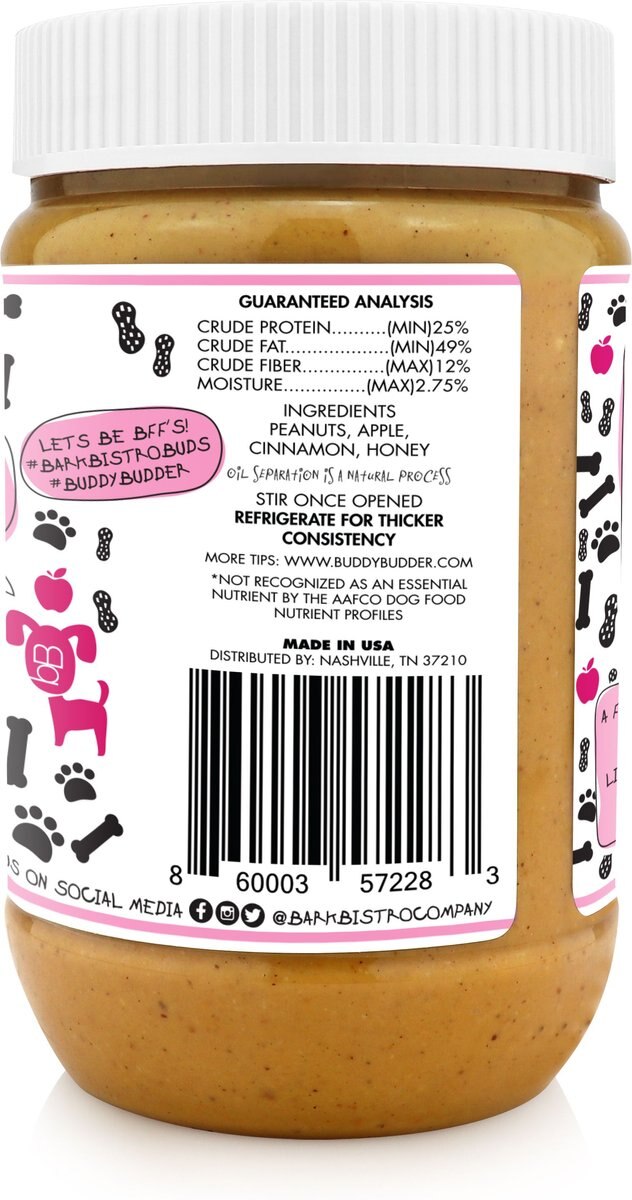 GUARANTEED ANALYSIS
CRUDE PROTEIN..........(MIN)25%
CRUDE FAT...................(MIN)49%
CRUDE FIBER...............(MAX)12%
MOISTURE...............(MAX)2.75%
INGREDIENTS
PEANUTS, APPLE,
CINNAMON, HONEY
OIL SEPARATION IS A NATURAL PROCESS
STIR ONCE OPENED
REFRIGERATE FOR THICKER
CONSISTENCY
MORE TIPS: WWW.BUDDYBUDDER.COM
*NOT RECOGNIZED AS AN ESSENTIAL
NUTRIENT BY THE AAFCO DOG FOOD
NUTRIENT PROFILES
MADE IN USA
DISTRIBUTED BY: NASHVILLE, TN 37210
8 60003 57228 3
LETS BE BFF'S!
#BARKBISTROBUDS
#BUDDYBUDDER
bB
ON SOCIAL MEDIA @BARKBISTROCOMPANY
A